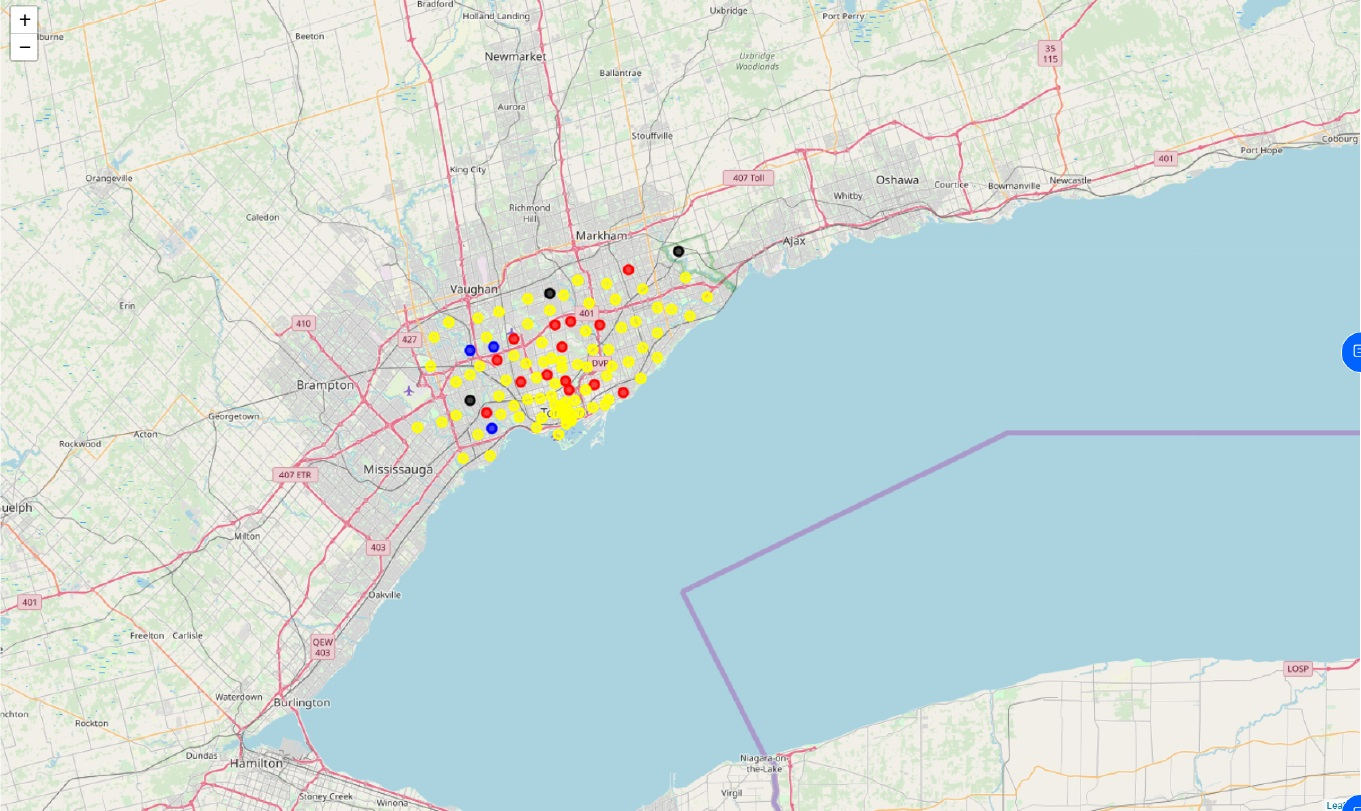 +
−
lburne
Bradford
Holland Landing
Uxbridge
Port Perry
Beeton
Newmarket
Uxbridge
Woodlands
35
115
Ballantrae
Aurora
Stouffville
Cobourg
Port Hope
401
King City
407 Toll
Orangeville
Oshawa
Courtice
Bowmanville
Newcastle
Whitby
Richmond
Hill
Caledon
Markham
Ajax
Vaughan
Erin
410
401
427
DVP
Brampton
Georgetown
Acton
Rockwood
Mississauga
407 ETR
uelph
Milton
403
401
Oakville
Freelton
Carlisle
QEW
403
LOSP
Waterdown
Burlington
nchton
Rockton
Dundas
Hamilton
Niagara-on
the-Lake
Stoney Creek
Winona
Virgil
Lea